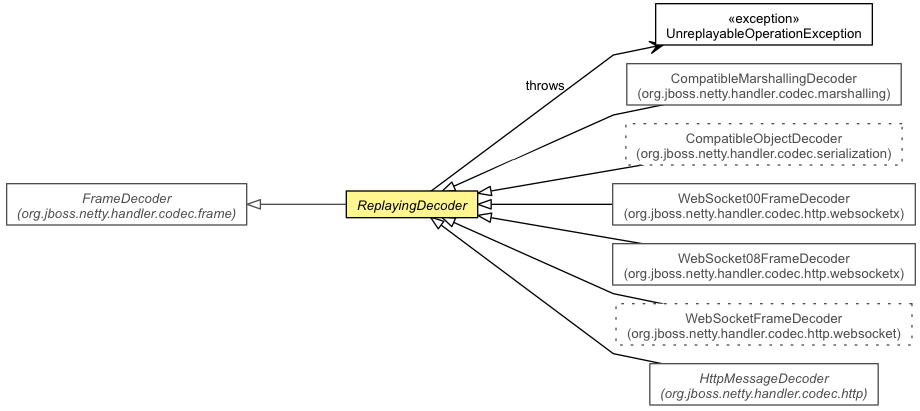 «exception»
UnreplayableOperationException
throws
CompatibleMarshallingDecoder
(org.jboss.netty.handler.codec.marshalling)
CompatibleObjectDecoder
(org.jboss.netty.handler.codec.serialization)
FrameDecoder
(org.jboss.netty.handler.codec.frame)
ReplayingDecoder
WebSocket00FrameDecoder
(org.jboss.netty.handler.codec.http.websocketx)
WebSocket08FrameDecoder
(org.jboss.netty.handler.codec.http.websocketx)
WebSocketFrameDecoder
(org.jboss.netty.handler.codec.http.websocket)
HttpMessageDecoder
(org.jboss.netty.handler.codec.http)